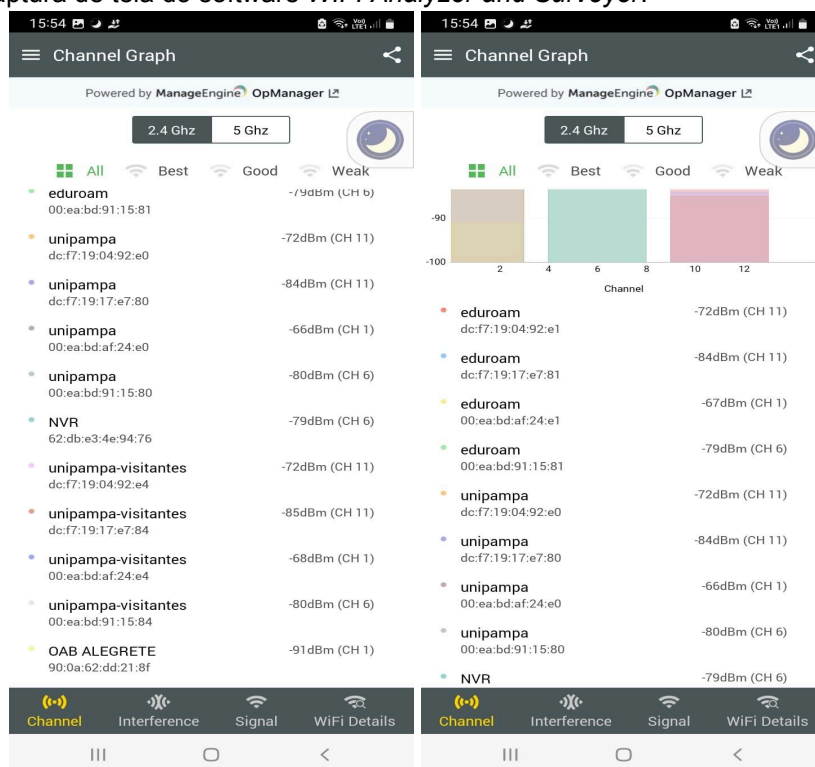 aptura de tela do software WiFi Analyzer and Surveyor.
15:54
Channel Graph
Powered by ManageEngine OpManager
2.4 Ghz 5 Ghz
All Best Good Weak
eduroam -79dBm (CH 6)
00:ea:bd:91:15:81
unipampa -72dBm (CH 11)
dc:f7:19:04:92:e0
unipampa -84dBm (CH 11)
dc:f7:19:17:e7:80
unipampa -66dBm (CH 1)
00:ea:bd:af:24:e0
unipampa -80dBm (CH 6)
00:ea:bd:91:15:80
NVR -79dBm (CH 6)
62:db:e3:4e:94:76
unipampa-visitantes -72dBm (CH 11)
dc:f7:19:04:92:e4
unipampa-visitantes -85dBm (CH 11)
dc:f7:19:17:e7:84
unipampa-visitantes -68dBm (CH 1)
00:ea:bd:af:24:e4
unipampa-visitantes -80dBm (CH 6)
00:ea:bd:91:15:84
OAB ALEGRETE -91dBm (CH 1)
90:0a:62:dd:21:8f
Channel Interference Signal WiFi Details
15:54
Channel Graph
Powered by ManageEngine OpManager
2.4 Ghz 5 Ghz
All Best Good Weak
-90
-100
2 4 6 8 10 12
Channel
eduroam -72dBm (CH 11)
dc:f7:19:04:92:e1
eduroam -84dBm (CH 11)
dc:f7:19:17:e7:81
eduroam -67dBm (CH 1)
00:ea:bd:af:24:e1
eduroam -79dBm (CH 6)
00:ea:bd:91:15:81
unipampa -72dBm (CH 11)
dc:f7:19:04:92:e0
unipampa -84dBm (CH 11)
dc:f7:19:17:e7:80
unipampa -66dBm (CH 1)
00:ea:bd:af:24:e0
unipampa -80dBm (CH 6)
00:ea:bd:91:15:80
NVR -79dBm (CH 6)
Channel Interference Signal WiFi Details